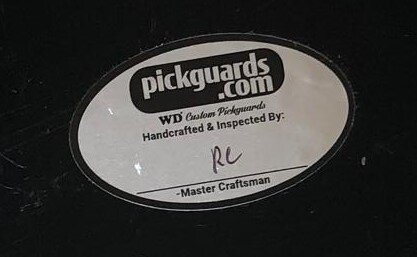 pickguards
.com
WD Custom Pickguards
Handcrafted & Inspected By:
RC
-Master Craftsman